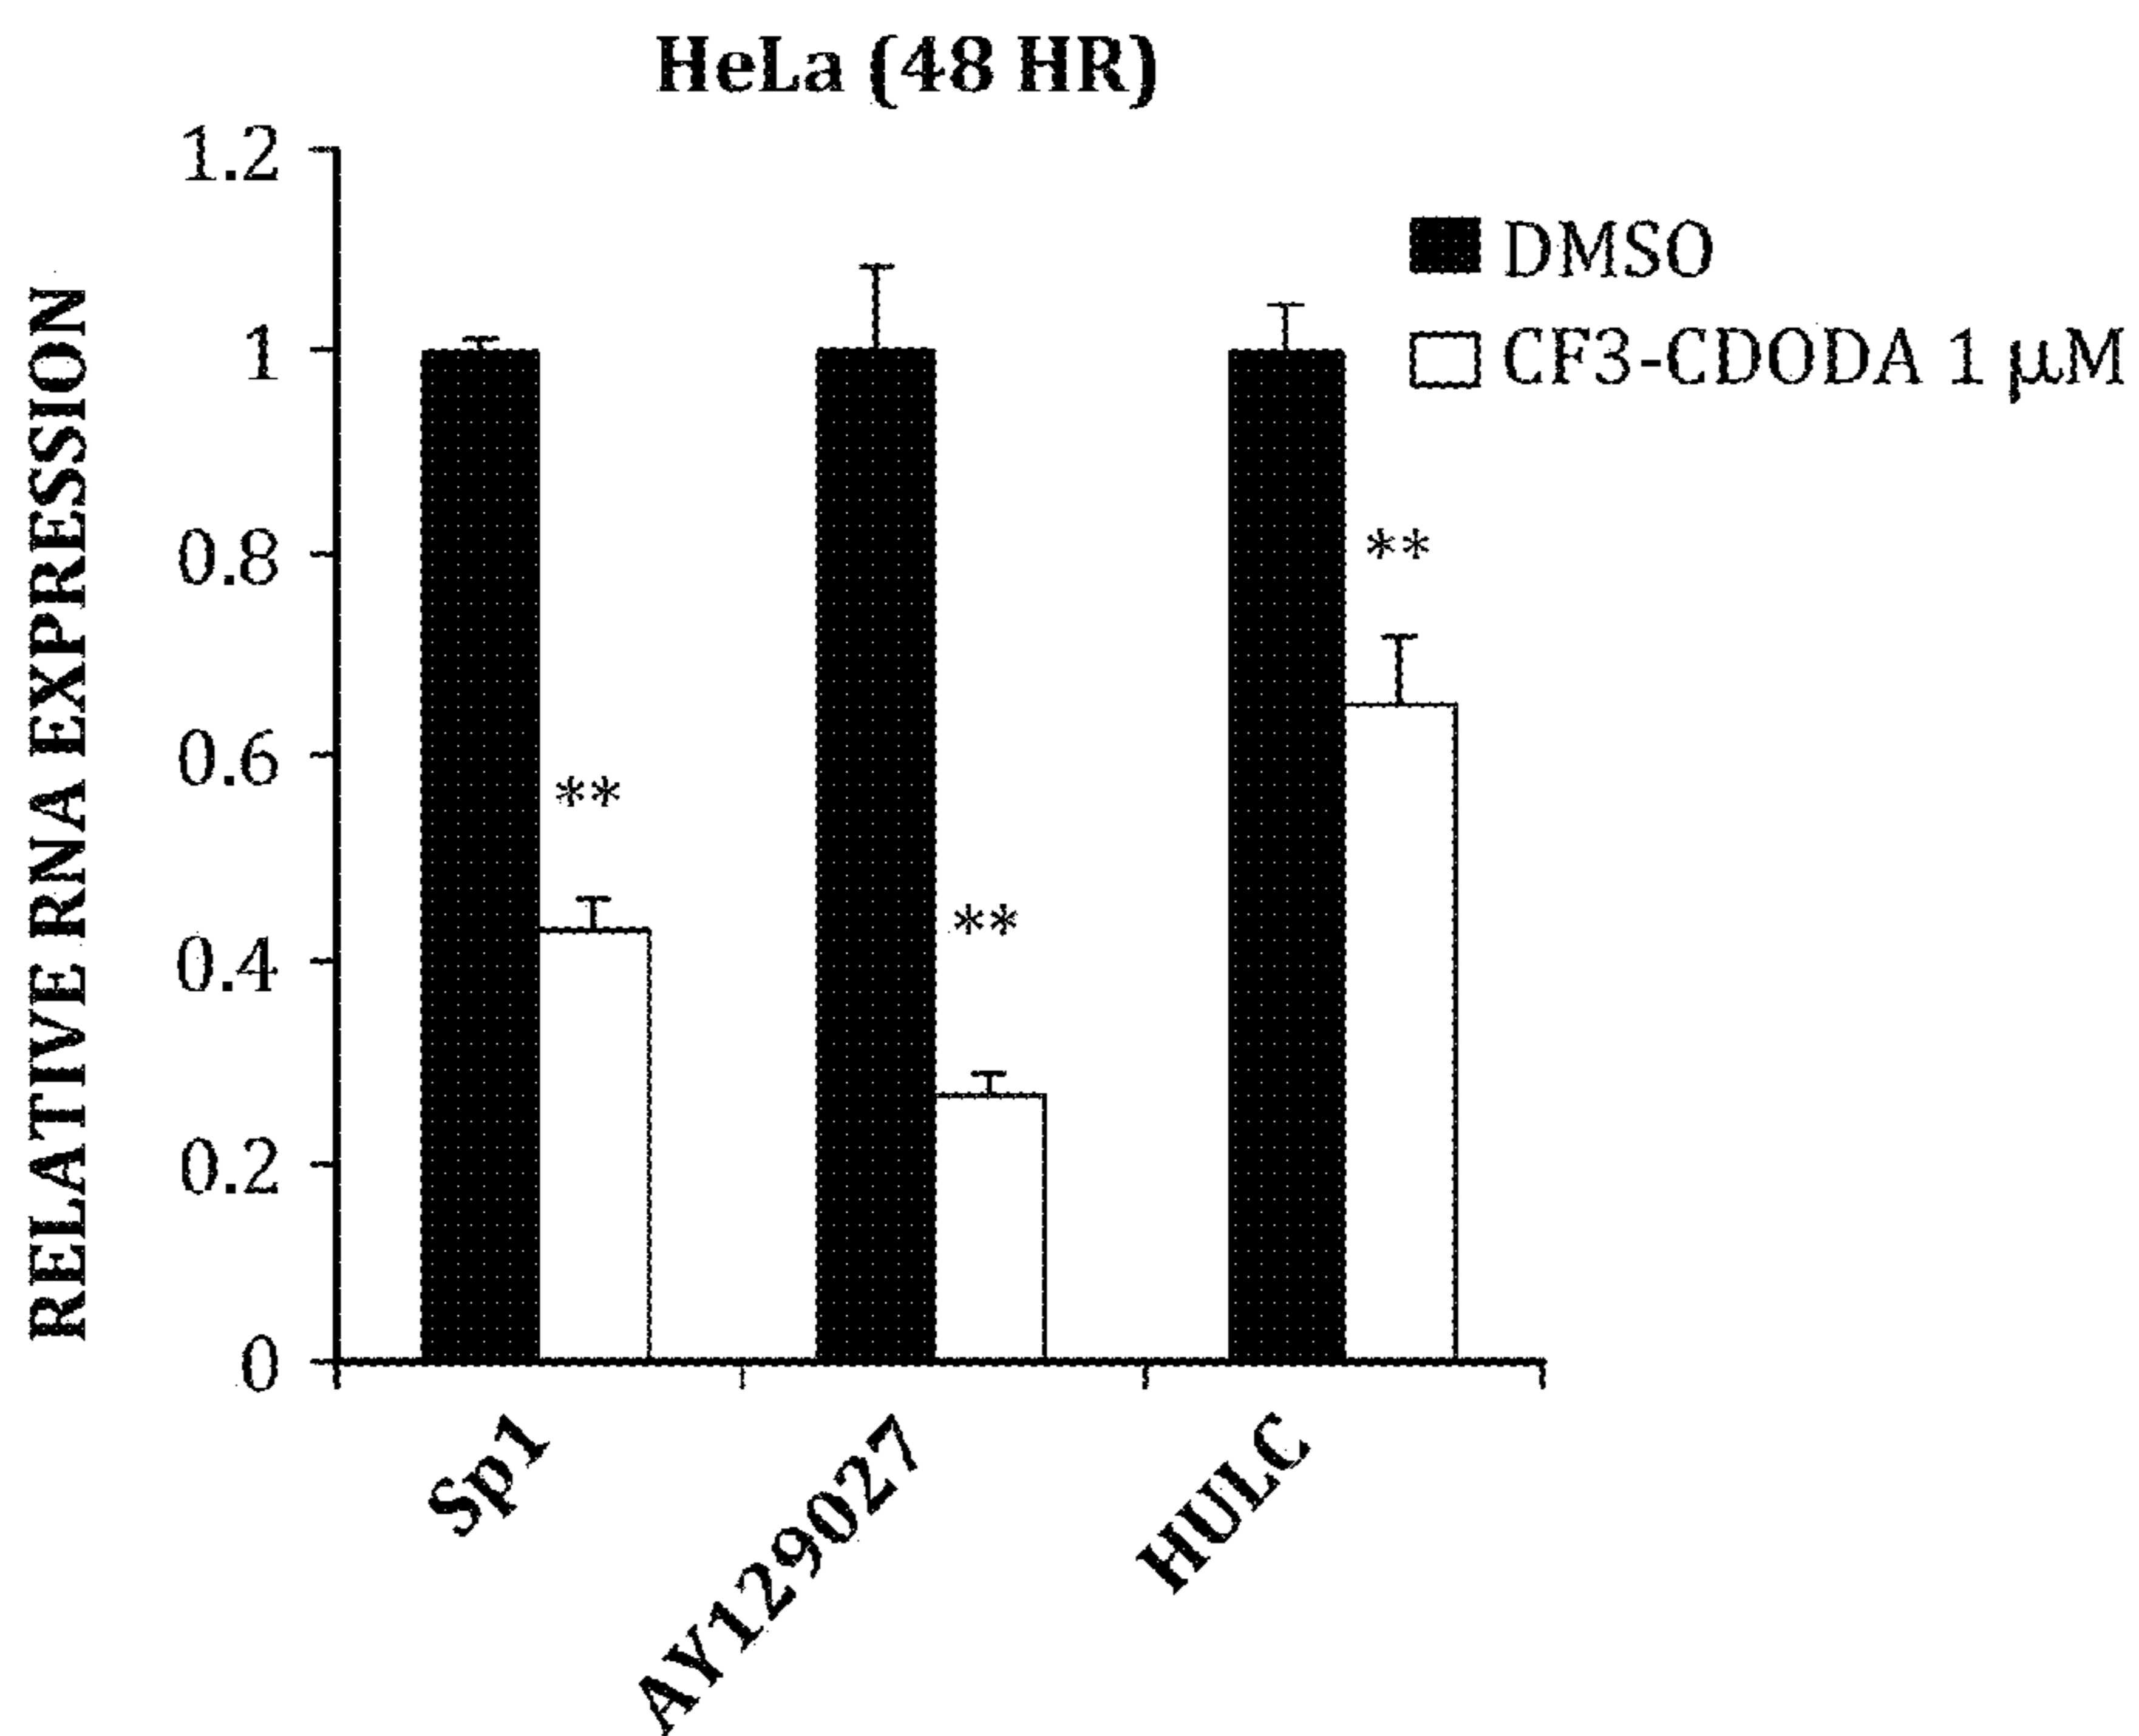 HeLa (48 HR)
RELATIVE RNA EXPRESSION
1.2
1
0.8
0.6
0.4
0.2
0
DMSO
CF3-CDODA 1 μM
**
**
**
Sp1
AY129027
HULC